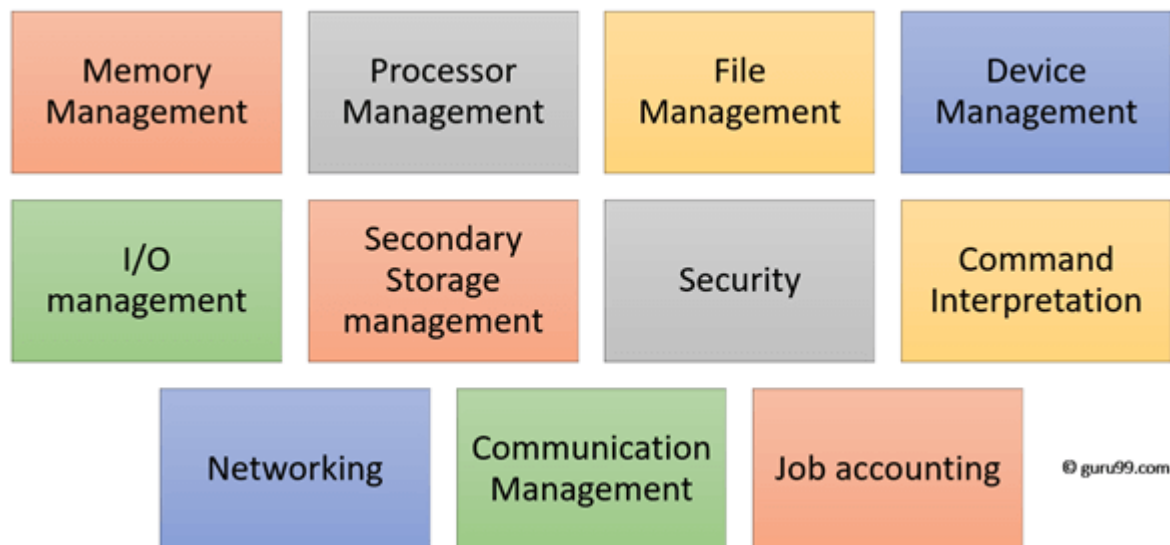 Memory
Management
Processor
Management
File
Management
Device
Management
I/O
management
Secondary
Storage
management
Security
Command
Interpretation
Networking
Communication
Management
Job accounting
© guru99.com